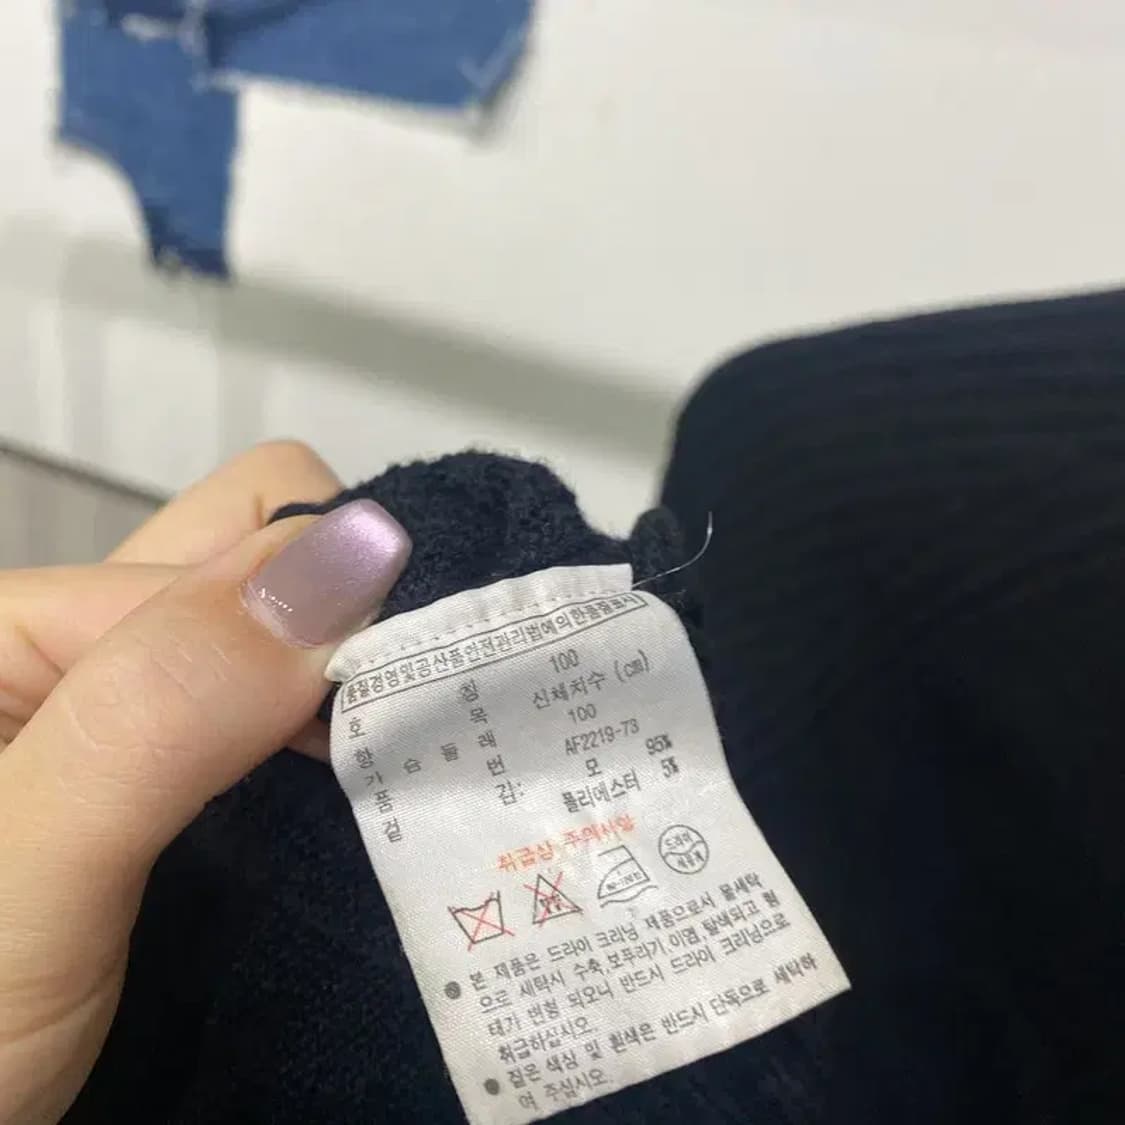 품질경영및공산품안전관리법에의한품질표시
호 칭 100
항 목 신체치수 (㎝)
가 슴 둘 레 100
품 번 AF2219-73
겉 감: 모 95%
폴리에스터 5%
취급상 주의사항
드라이
석유계
● 본 제품은 드라이 크리닝 제품으로서 물세탁
으로 세탁시 수축,보푸리기,이염,탈색되고 형
태가 변형 되오니 반드시 드라이 크리닝으로
취급하십시오.
● 짙은 색상 및 흰색은 반드시 단독으로 세탁하
여 주십시오.